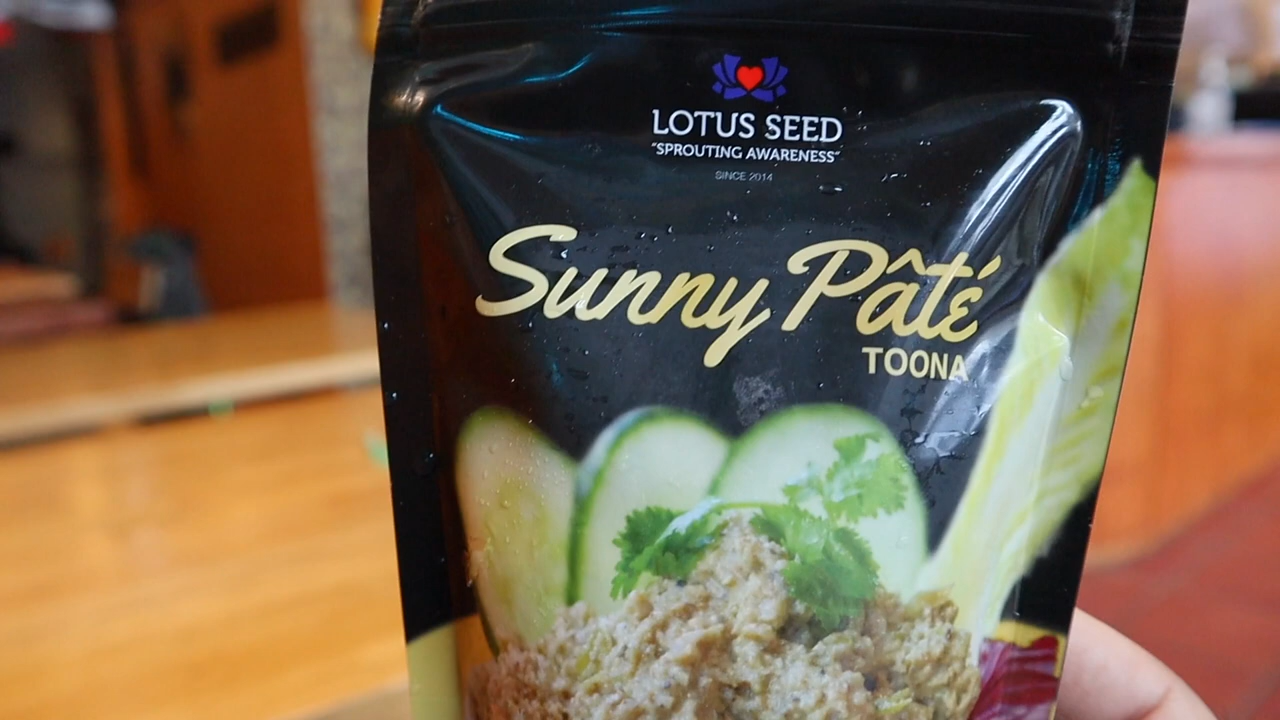 LOTUS SEED
"SPROUTING AWARENESS"
SINCE 2014
Sunny Pâté
TOONA